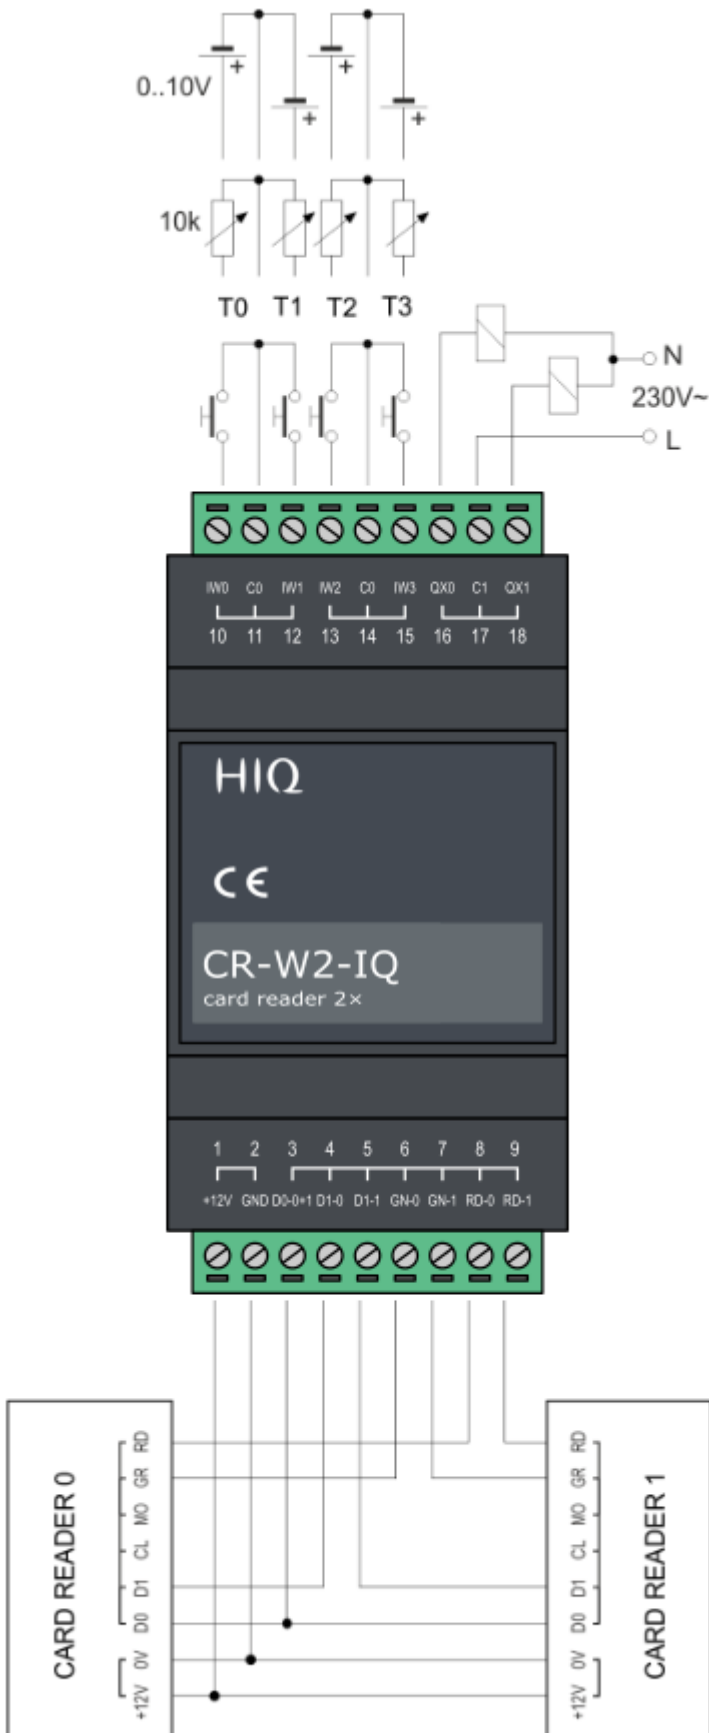 0..10V
+ + + +
10k
T0 T1 T2 T3
N
230V~
L
IW0 C0 IW1 IW2 C0 IW3 QX0 C1 QX1
10 11 12 13 14 15 16 17 18
HIQ
CE
CR-W2-IQ
card reader 2×
1 2 3 4 5 6 7 8 9
+12V GND D0-0+1 D1-0 D1-1 GN-0 GN-1 RD-0 RD-1
CARD READER 0
RD
GR
MO
CL
D1
D0
0V
+12V
RD
GR
MO
CL
D1
D0
0V
+12V
CARD READER 1